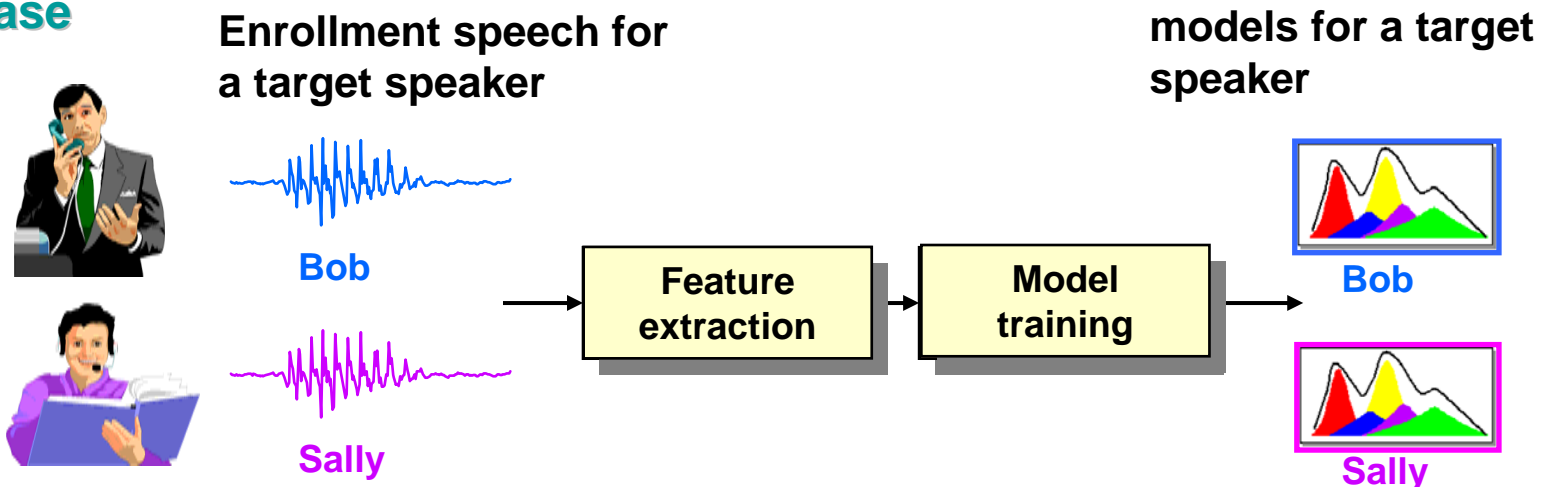 ase
Enrollment speech for
a target speaker
models for a target
speaker
Bob
Sally
Feature
extraction
Model
training
Bob
Sally